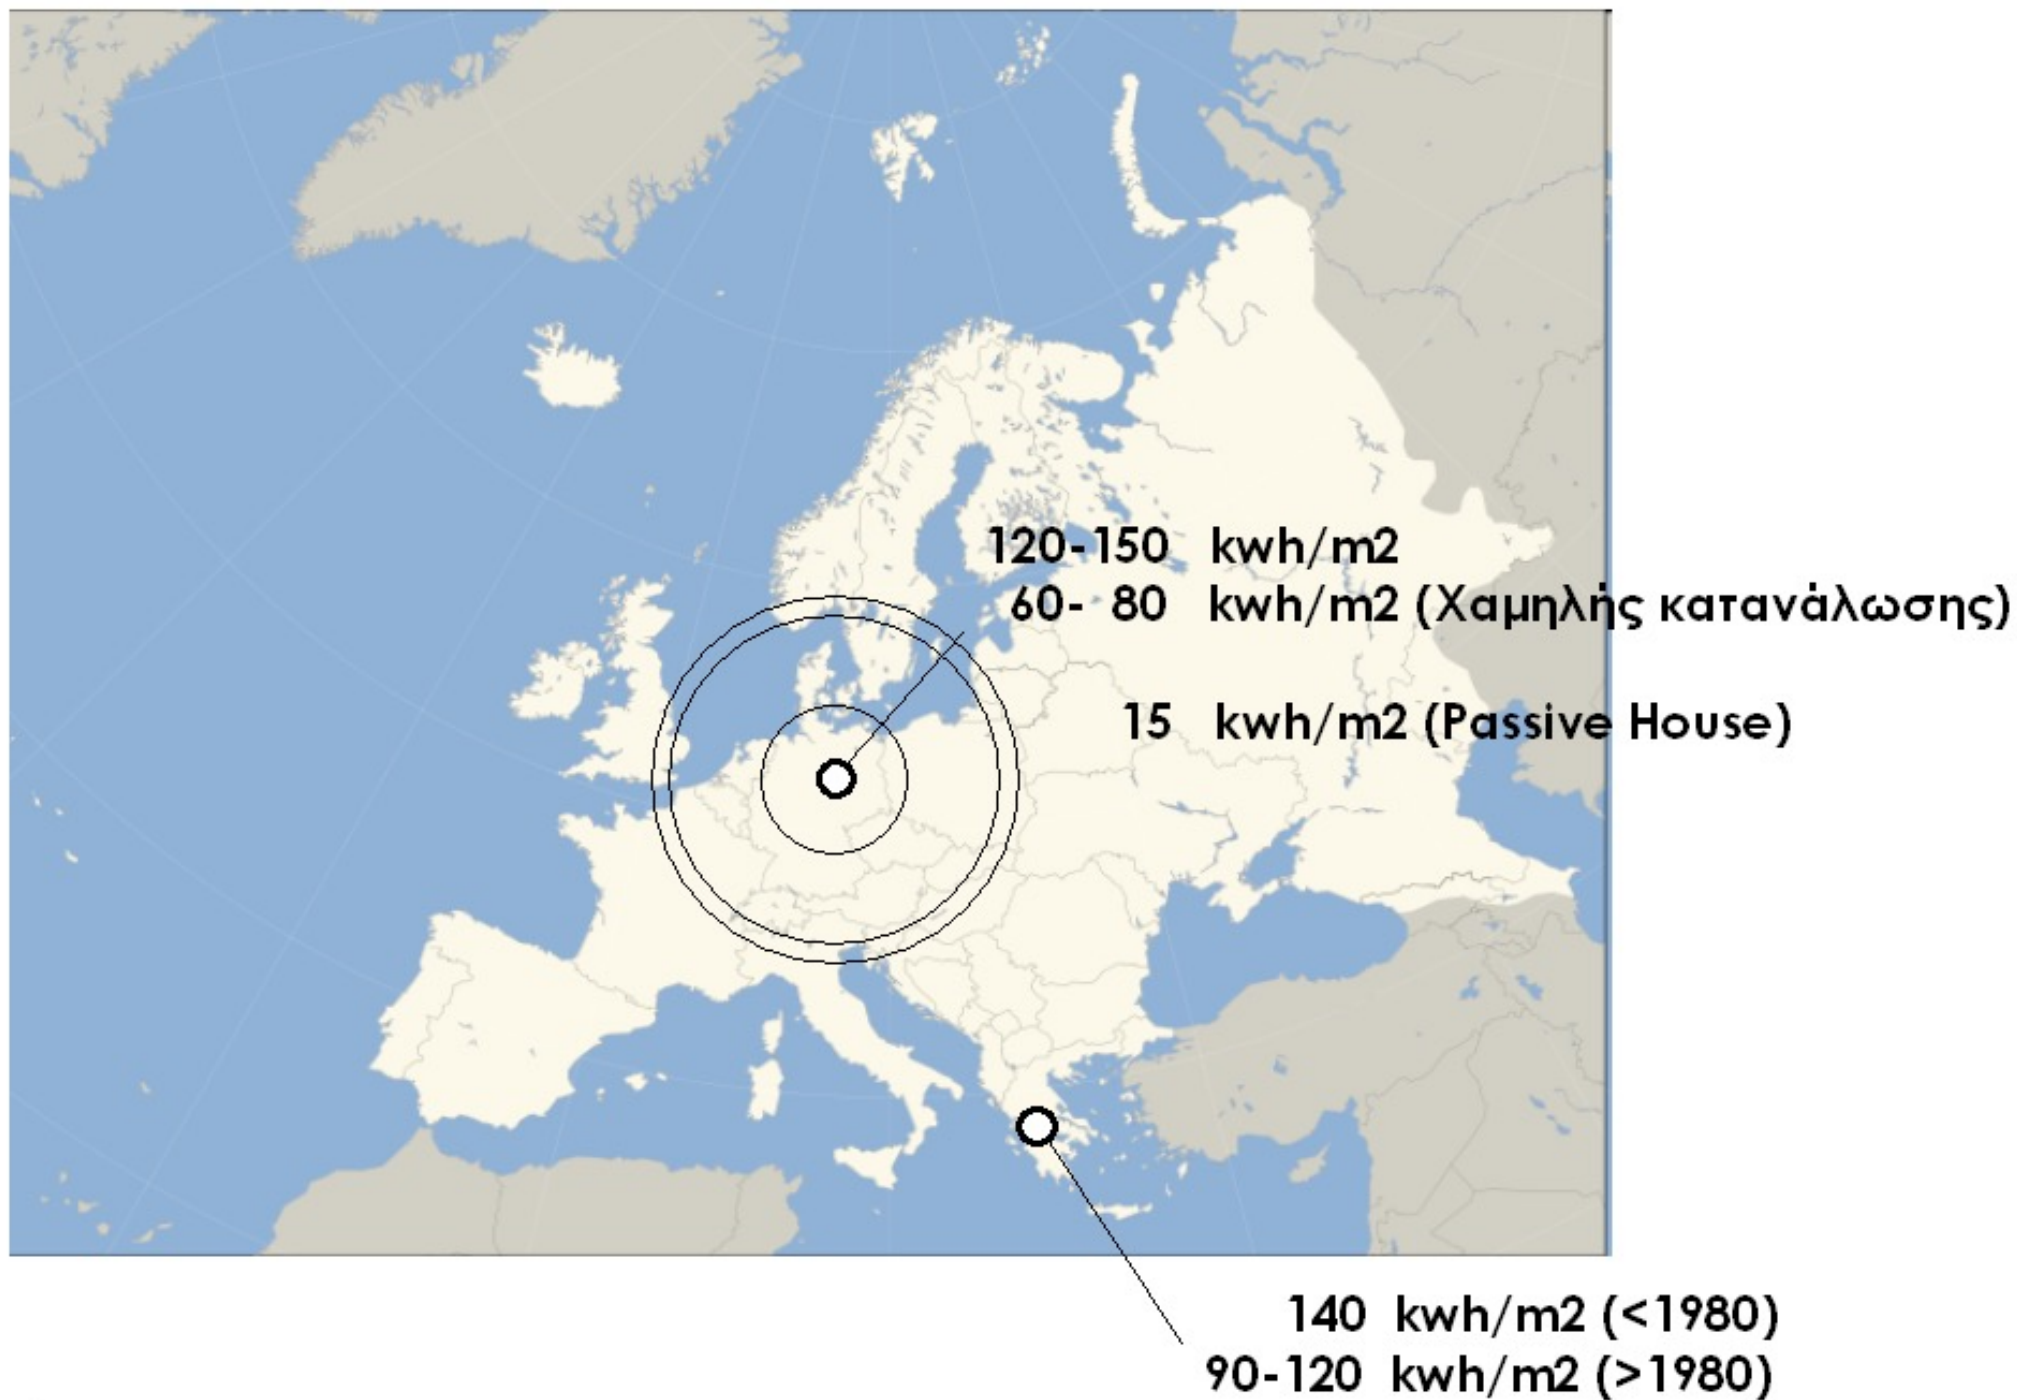 120-150 kwh/m2
60- 80 kwh/m2 (Χαμηλής κατανάλωσης)
15 kwh/m2 (Passive House)
140 kwh/m2 (<1980)
90-120 kwh/m2 (>1980)